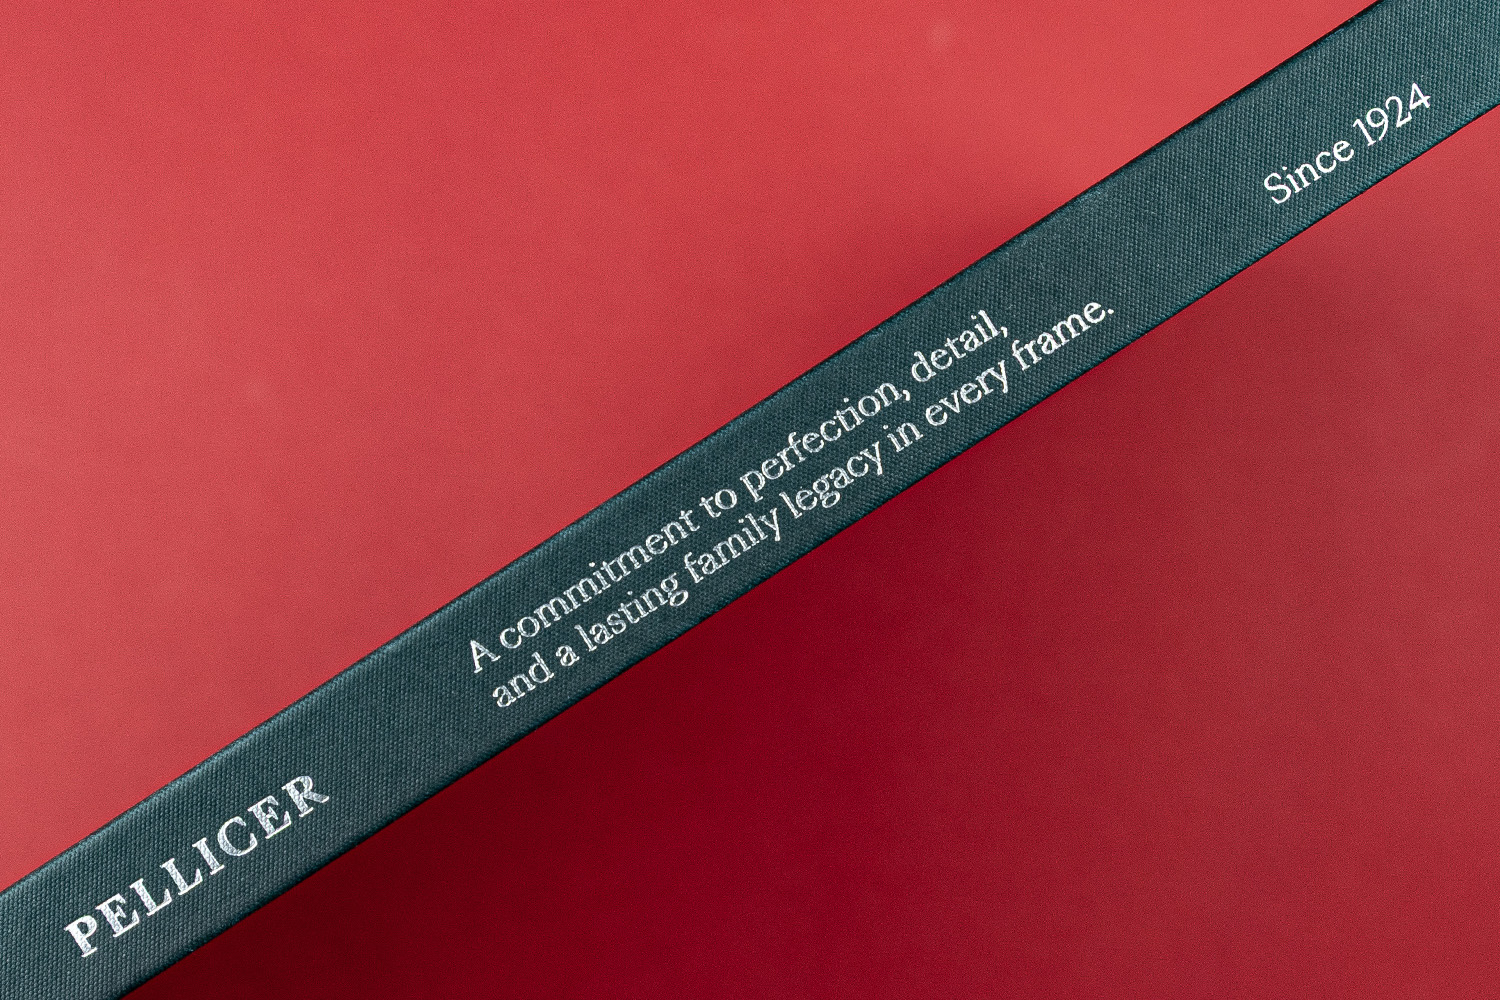 PELLICER
A commitment to perfection, detail,
and a lasting family legacy in every frame.
Since 1924